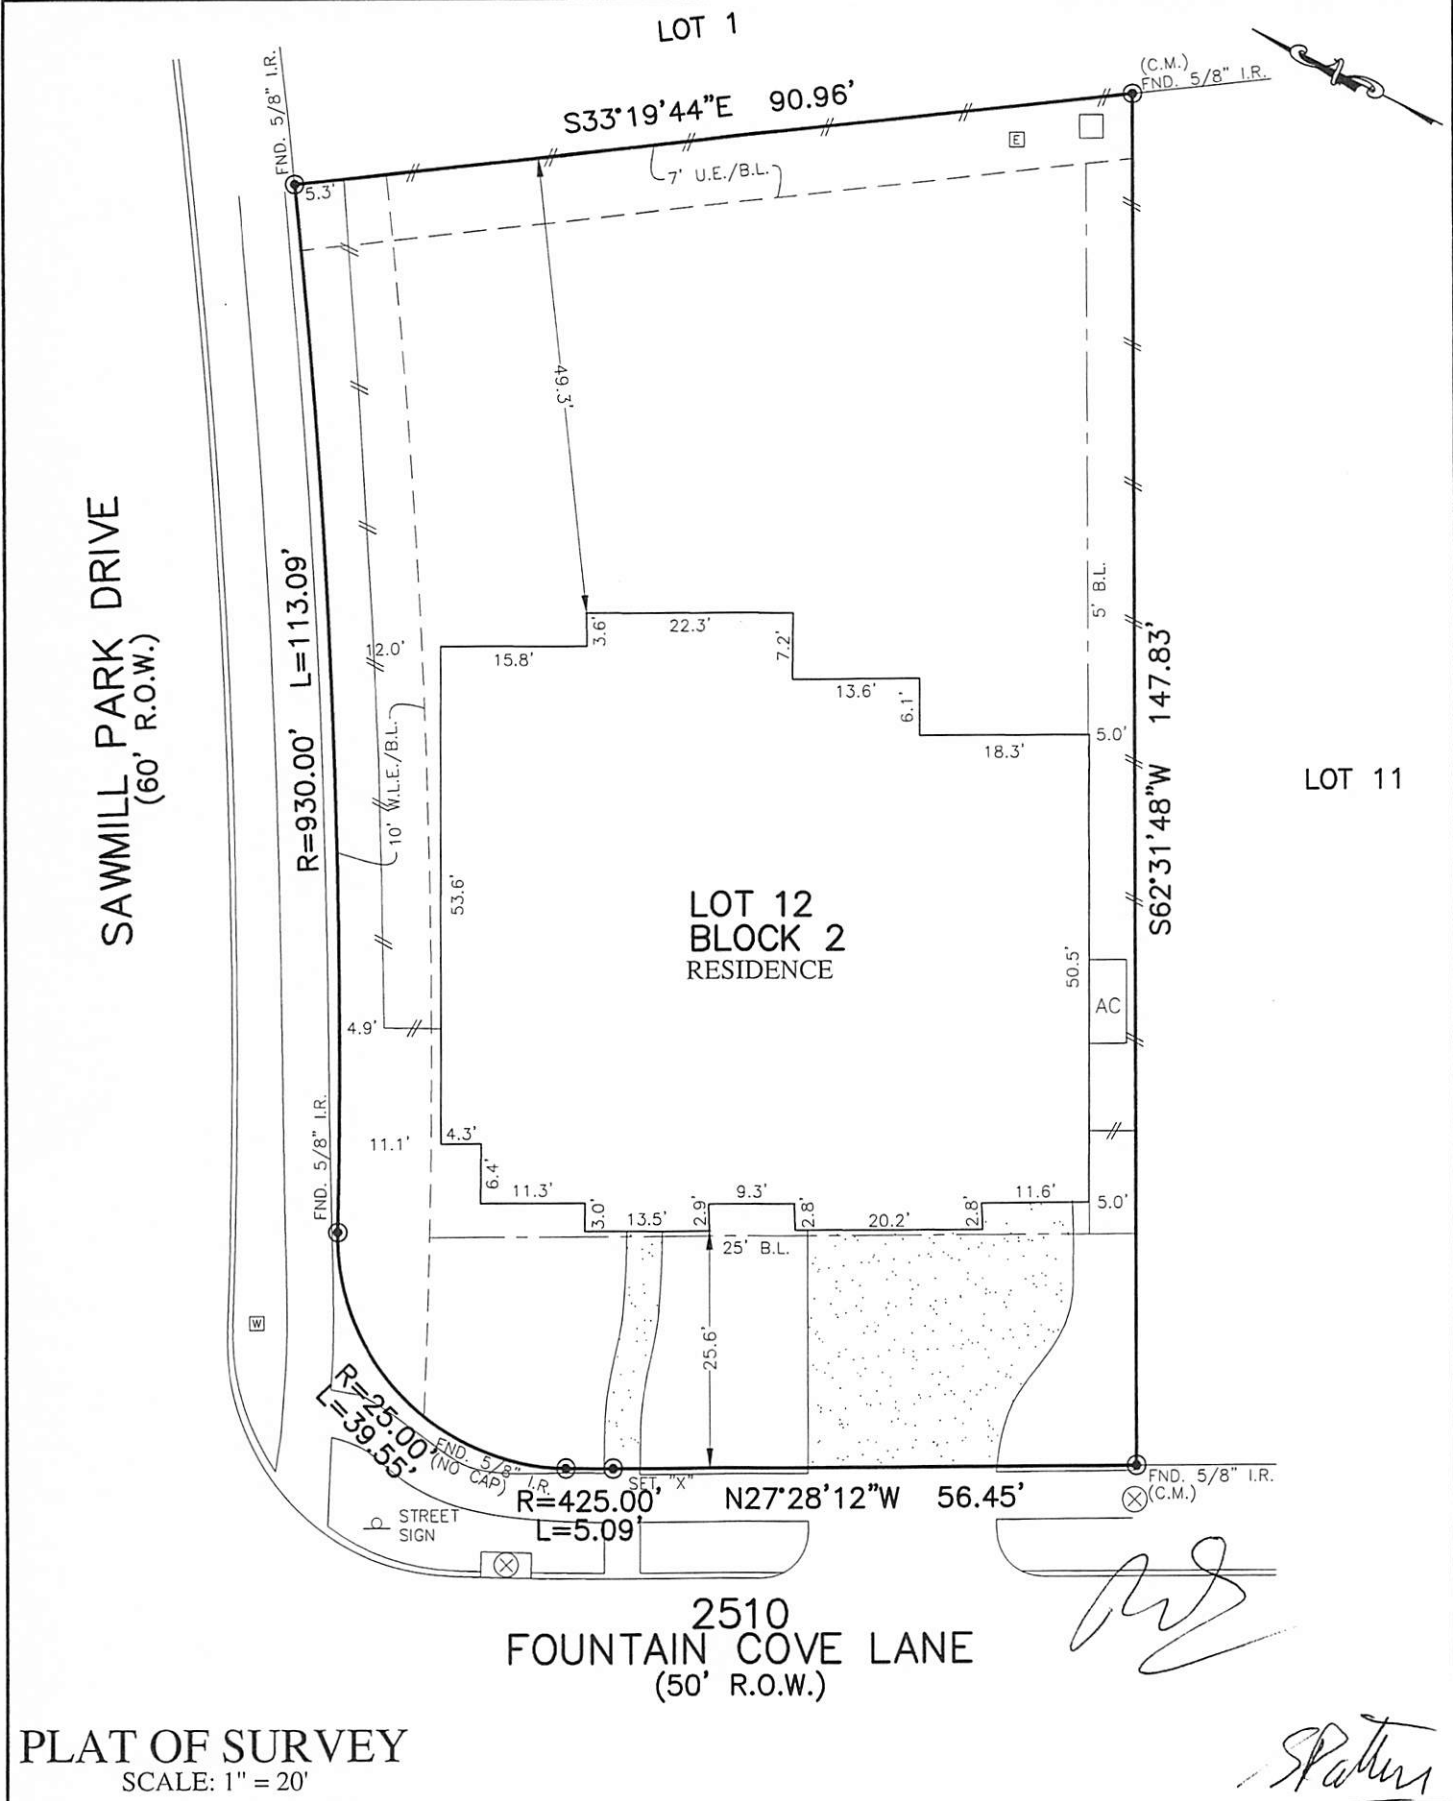 LOT 1
(C.M.)
FND. 5/8" I.R.
FND. 5/8" I.R.
S33°19'44"E 90.96'
E
5.3'
7' U.E./B.L.
49.3'
SAWMILL PARK DRIVE
(60' R.O.W.)
R=930.00' L=113.09'
5' B.L.
12.0'
15.8'
3.6'
22.3'
7.2'
13.6'
6.1'
18.3'
5.0'
S62°31'48"W 147.83'
LOT 11
10' W.L.E./B.L.
53.6'
LOT 12
BLOCK 2
RESIDENCE
50.5'
AC
4.9'
FND. 5/8" I.R.
11.1'
4.3'
6.4'
11.3'
3.0'
13.5'
2.9'
9.3'
2.8'
20.2'
2.8'
11.6'
5.0'
25' B.L.
25.6'
W
R=25.00'
L=39.55'
FND. 5/8" I.R.
(NO CAP)
SET "X"
R=425.00'
L=5.09'
N27°28'12"W 56.45'
FND. 5/8" I.R.
(C.M.)
STREET
SIGN
2510
FOUNTAIN COVE LANE
(50' R.O.W.)
PLAT OF SURVEY
SCALE: 1" = 20'